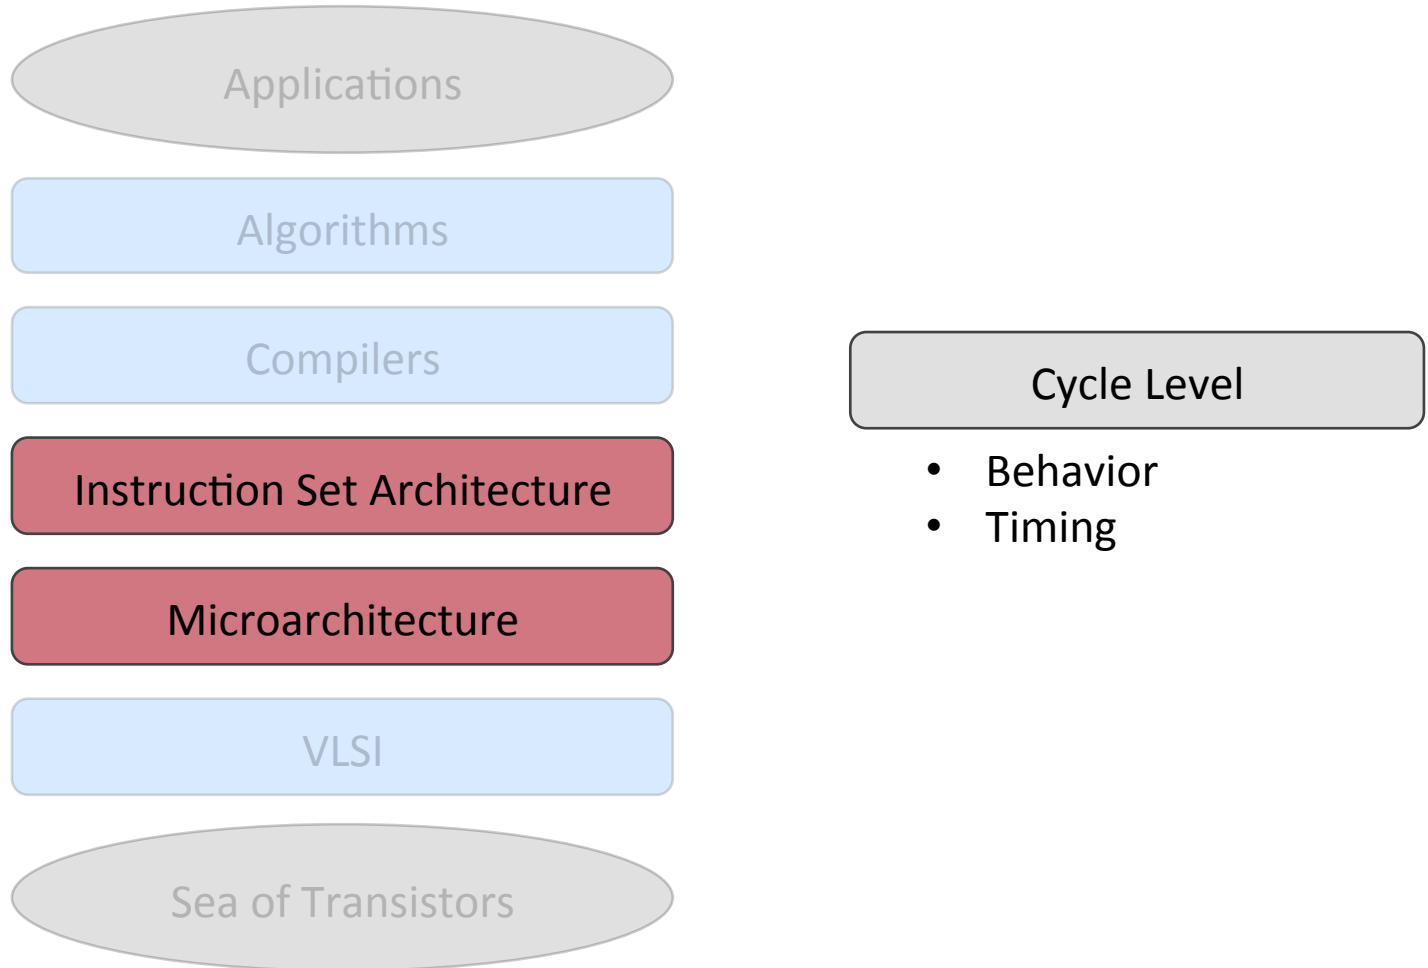 Applications
Algorithms
Compilers
Instruction Set Architecture
Microarchitecture
VLSI
Sea of Transistors
Cycle Level
• Behavior
• Timing